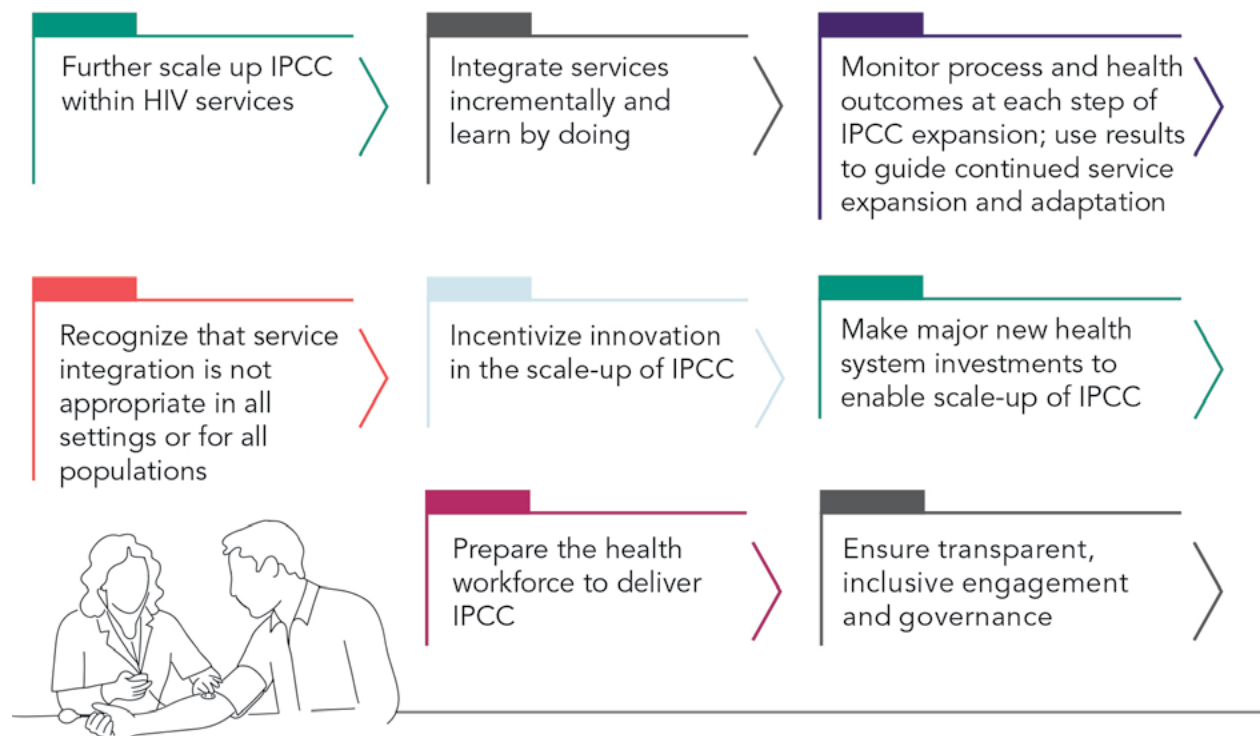 Further scale up IPCC
within HIV services
Integrate services
incrementally and
learn by doing
Monitor process and health
outcomes at each step of
IPCC expansion; use results
to guide continued service
expansion and adaptation
Recognize that service
integration is not
appropriate in all
settings or for all
populations
Incentivize innovation
in the scale-up of IPCC
Make major new health
system investments to
enable scale-up of IPCC
Prepare the health
workforce to deliver
IPCC
Ensure transparent,
inclusive engagement
and governance